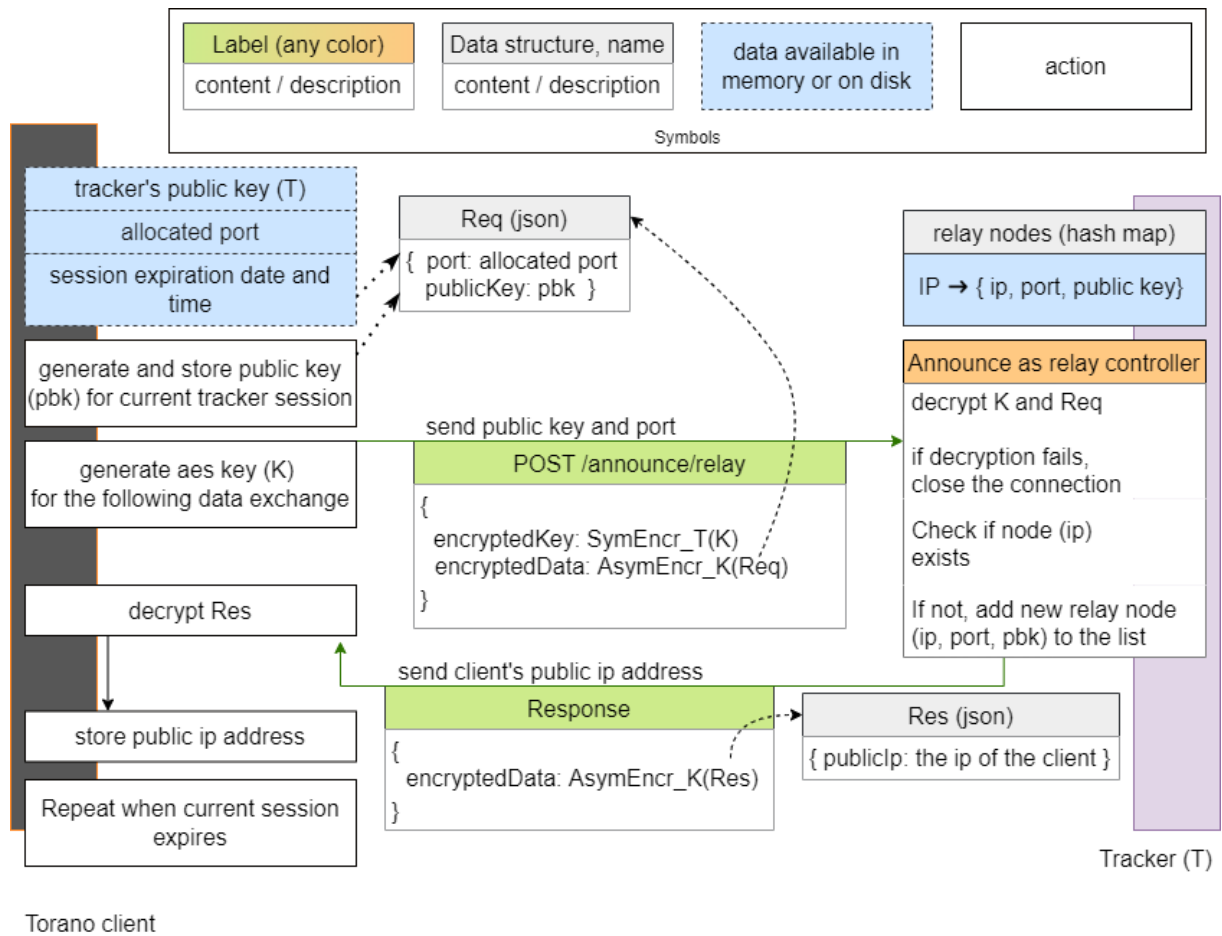 Label (any color)
content / description
Data structure, name
content / description
data available in
memory or on disk
action
Symbols
tracker's public key (T)
allocated port
session expiration date and
time
generate and store public key
(pbk) for current tracker session
generate aes key (K)
for the following data exchange
decrypt Res
store public ip address
Repeat when current session
expires
Torano client
Req (json)
{ port: allocated port
publicKey: pbk }
send public key and port
POST /announce/relay
{
encryptedKey: SymEncr_T(K)
encryptedData: AsymEncr_K(Req)
}
send client's public ip address
Response
{
encryptedData: AsymEncr_K(Res)
}
relay nodes (hash map)
IP ➔ { ip, port, public key}
Announce as relay controller
decrypt K and Req
if decryption fails,
close the connection
Check if node (ip)
exists
If not, add new relay node
(ip, port, pbk) to the list
Res (json)
{ publicIp: the ip of the client }
Tracker (T)